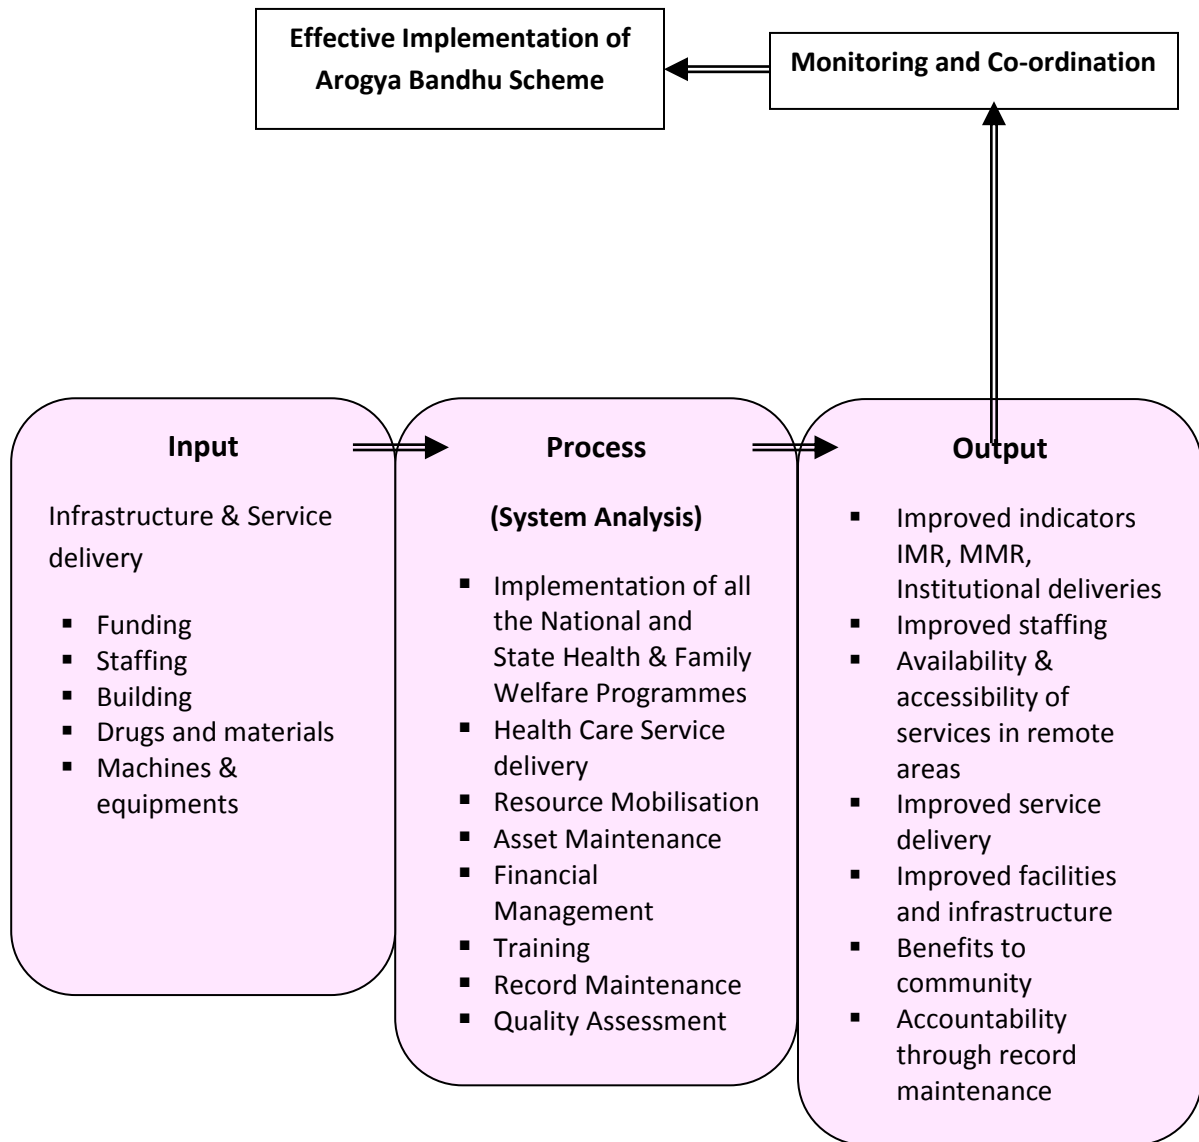 Effective Implementation of
Arogya Bandhu Scheme
Monitoring and Co-ordination
Input
Infrastructure & Service
delivery
▪ Funding
▪ Staffing
▪ Building
▪ Drugs and materials
▪ Machines &
equipments
Process
(System Analysis)
▪ Implementation of all
the National and
State Health & Family
Welfare Programmes
▪ Health Care Service
delivery
▪ Resource Mobilisation
▪ Asset Maintenance
▪ Financial
Management
▪ Training
▪ Record Maintenance
▪ Quality Assessment
Output
▪ Improved indicators
IMR, MMR,
Institutional deliveries
▪ Improved staffing
▪ Availability &
accessibility of
services in remote
areas
▪ Improved service
delivery
▪ Improved facilities
and infrastructure
▪ Benefits to
community
▪ Accountability
through record
maintenance